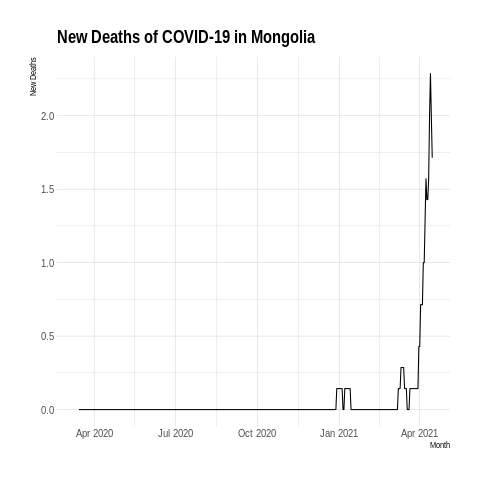 New Deaths of COVID-19 in Mongolia
New Deaths
2.0
1.5
1.0
0.5
0.0
Apr 2020 Jul 2020 Oct 2020 Jan 2021 Apr 2021
Month